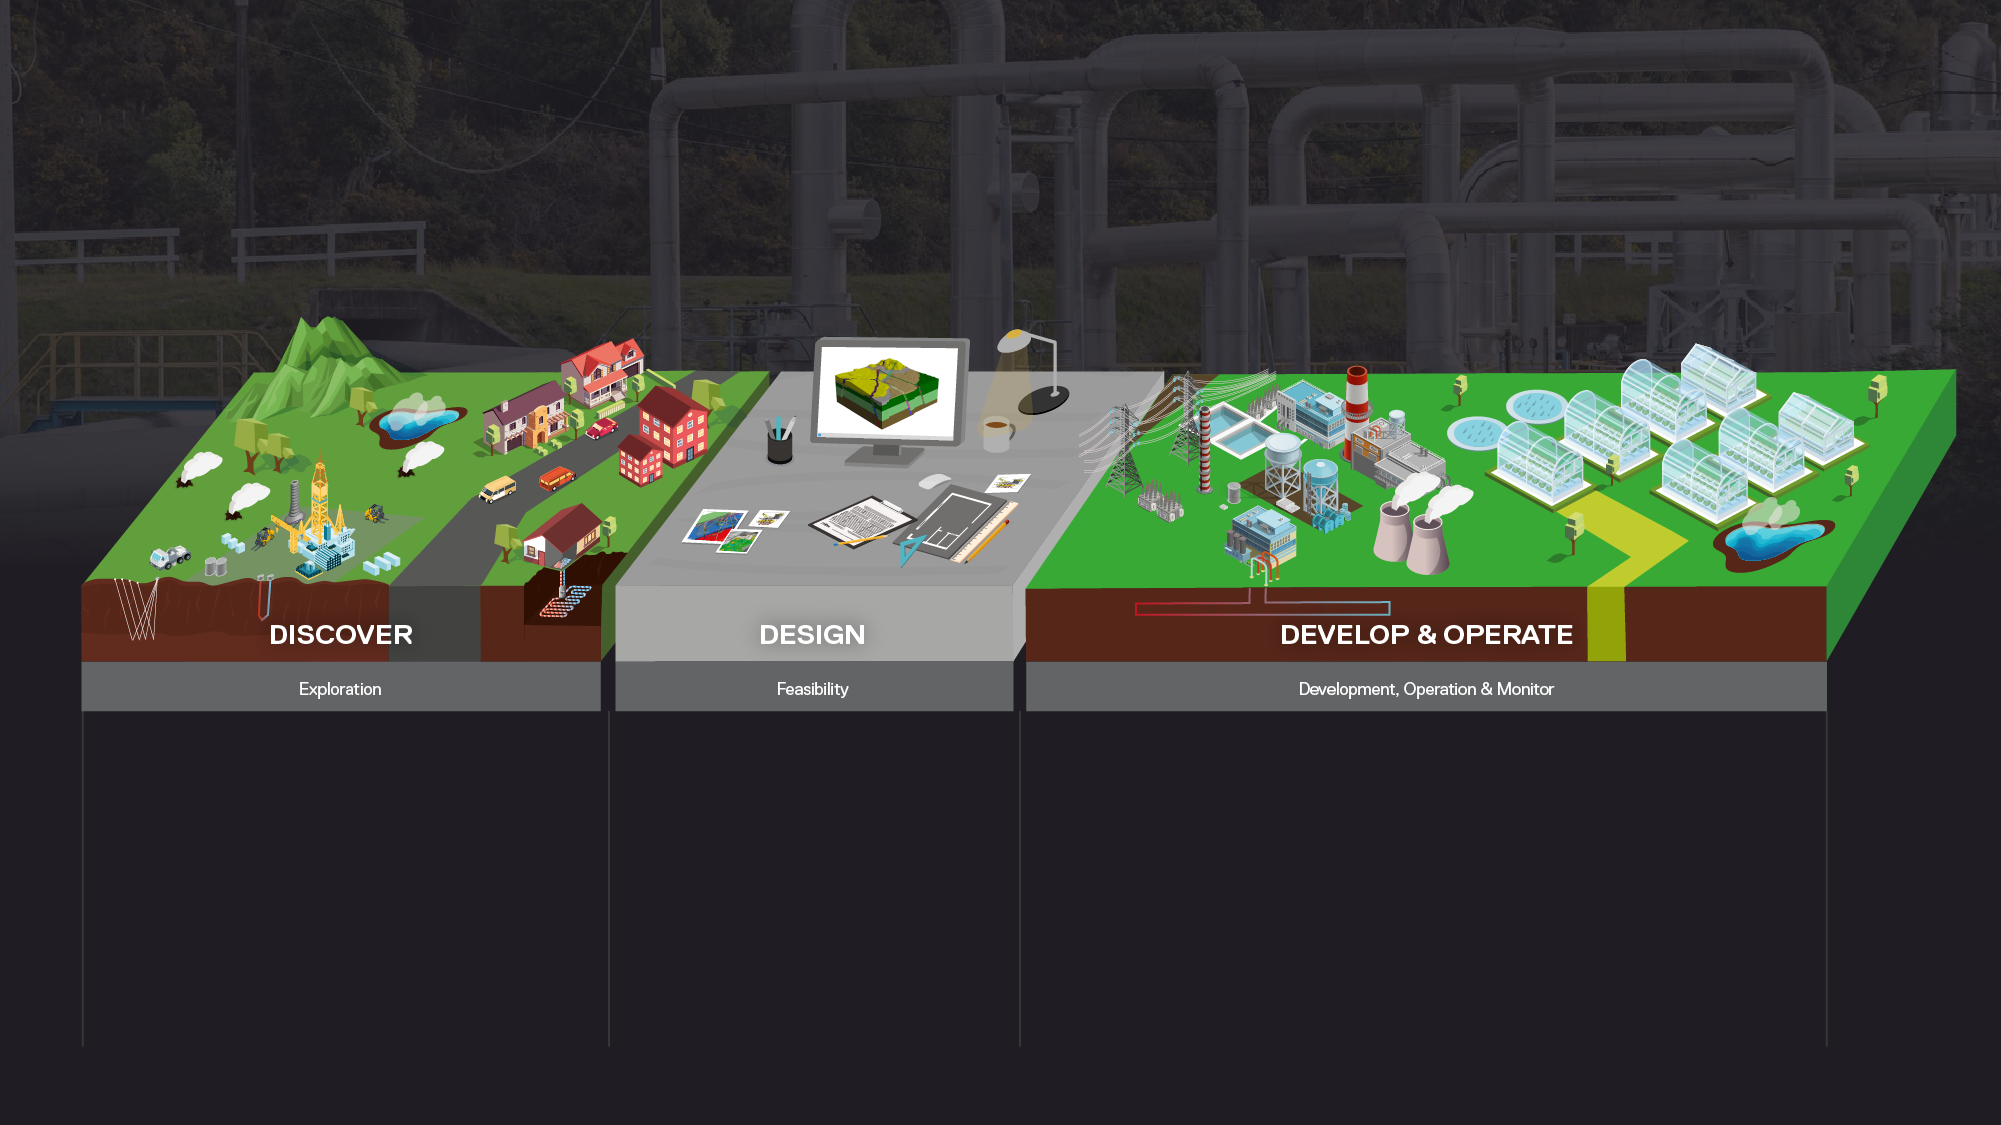 DISCOVER
DESIGN
DEVELOP & OPERATE
Exploration
Feasibility
Development, Operation & Monitor